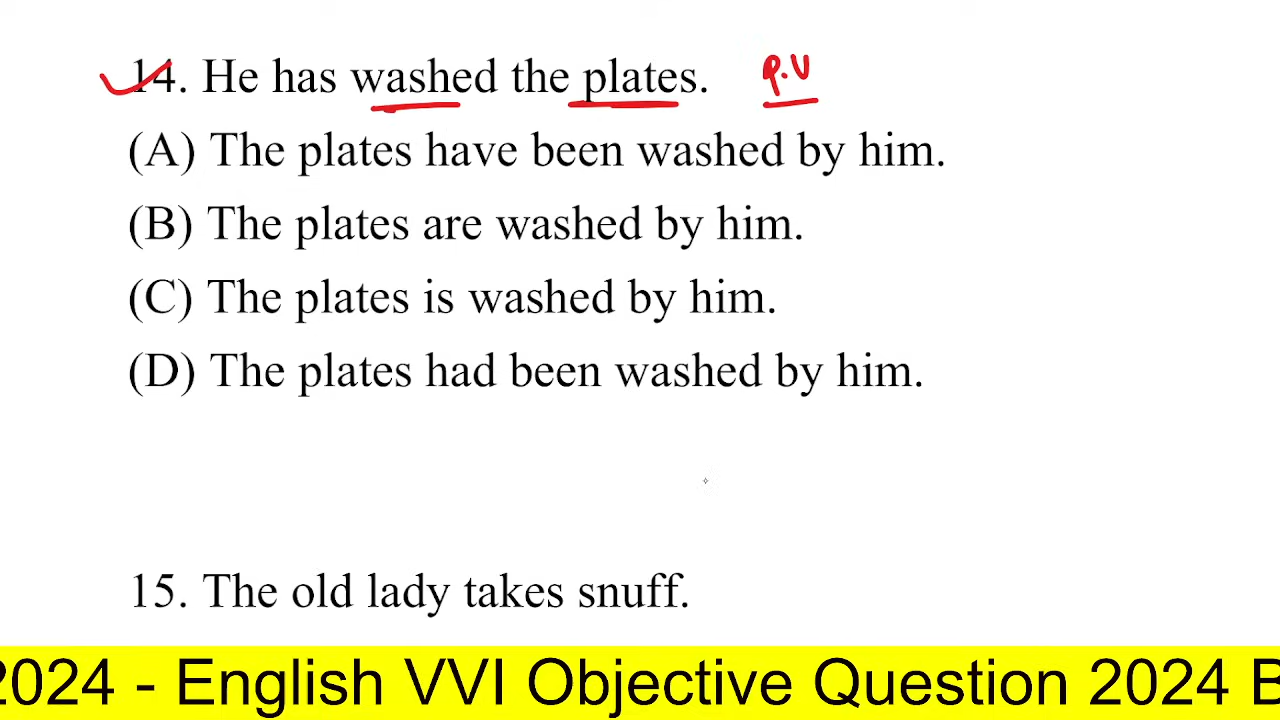 14. He has washed the plates. P.V
(A) The plates have been washed by him.
(B) The plates are washed by him.
(C) The plates is washed by him.
(D) The plates had been washed by him.
15. The old lady takes snuff.
2024 - English VVI Objective Question 2024 B